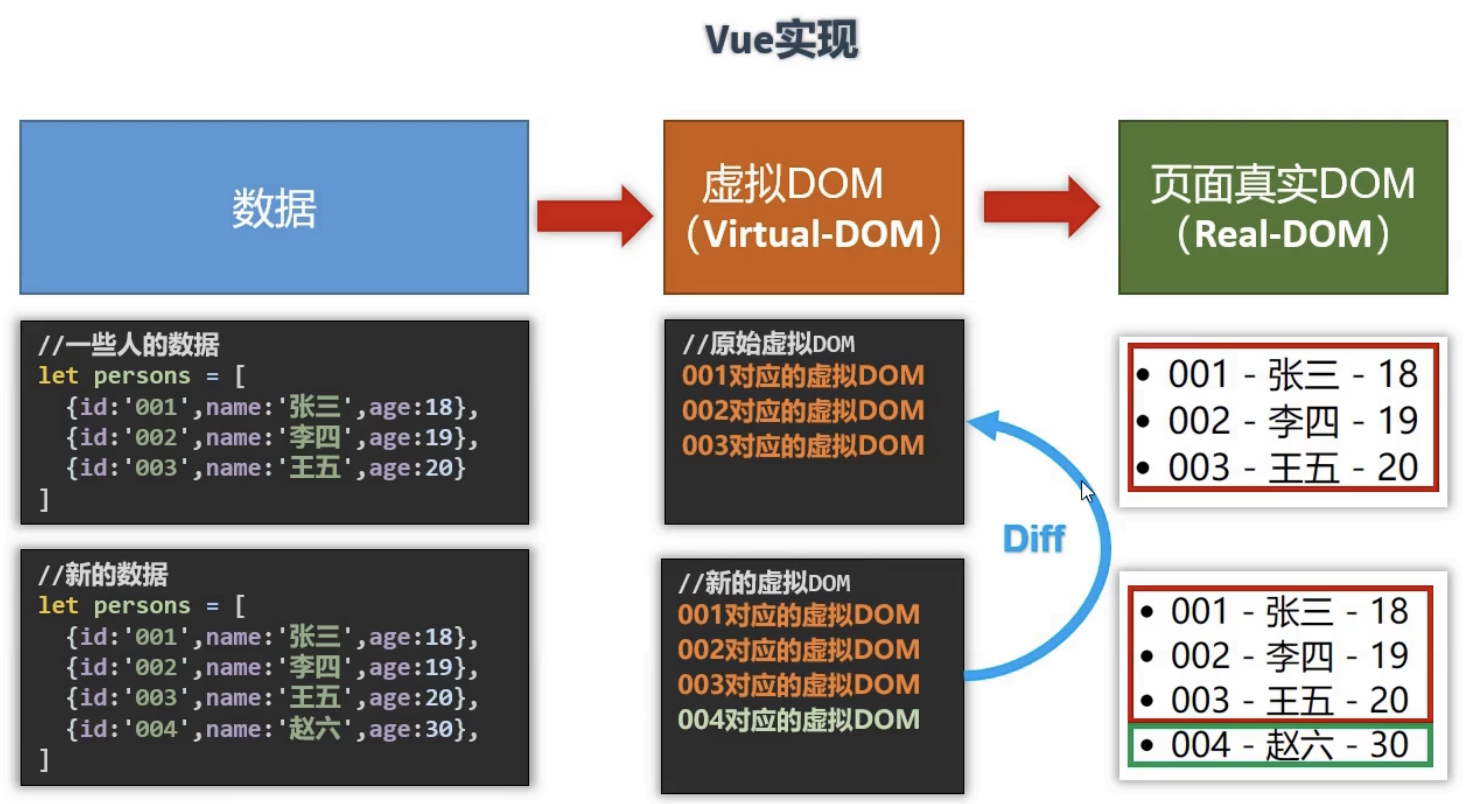 Vue实现
数据
虚拟DOM
（Virtual-DOM）
页面真实DOM
（Real-DOM）
//一些人的数据
let persons = [
{id:'001',name:'张三',age:18},
{id:'002',name:'李四',age:19},
{id:'003',name:'王五',age:20}
]
//原始虚拟DOM
001对应的虚拟DOM
002对应的虚拟DOM
003对应的虚拟DOM
• 001 - 张三 - 18
• 002 - 李四 - 19
• 003 - 王五 - 20
Diff
//新的数据
let persons = [
{id:'001',name:'张三',age:18},
{id:'002',name:'李四',age:19},
{id:'003',name:'王五',age:20},
{id:'004',name:'赵六',age:30},
]
//新的虚拟DOM
001对应的虚拟DOM
002对应的虚拟DOM
003对应的虚拟DOM
004对应的虚拟DOM
• 001 - 张三 - 18
• 002 - 李四 - 19
• 003 - 王五 - 20
• 004 - 赵六 - 30